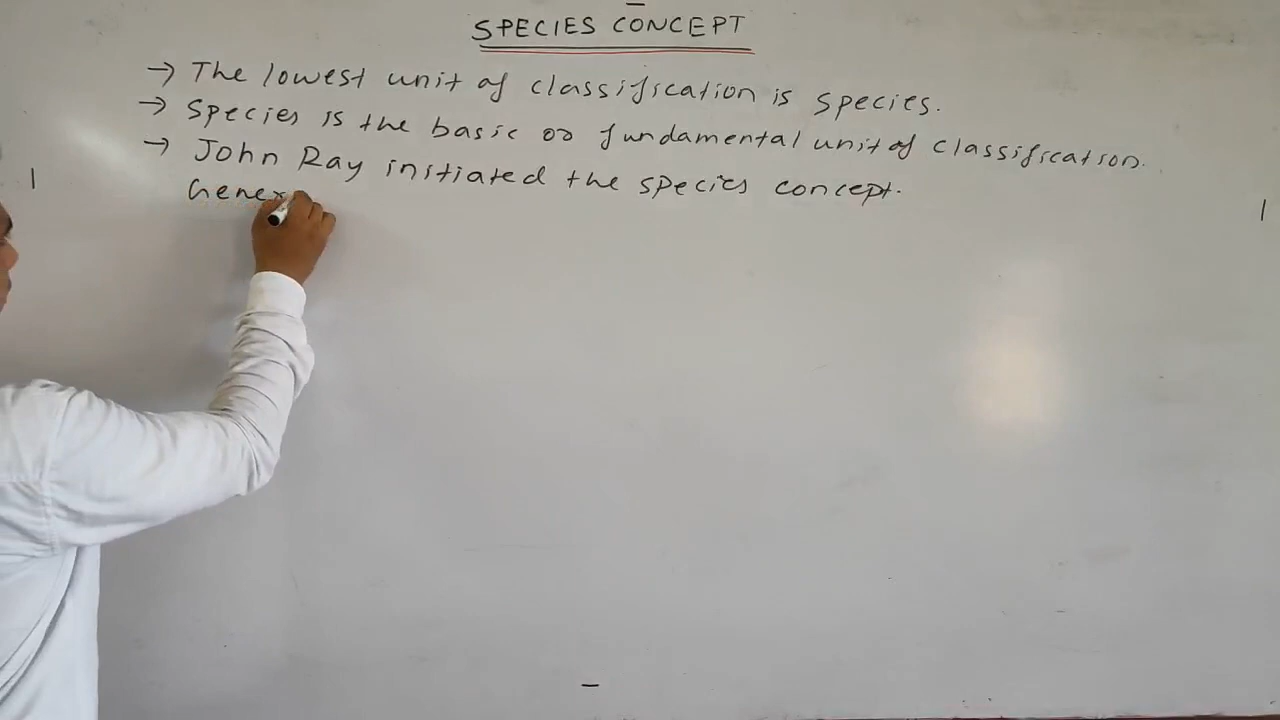 SPECIES CONCEPT
→ The lowest unit of classification is species.
→ Species is the basic or fundamental unit of classification.
→ John Ray initiated the species concept.
Gener